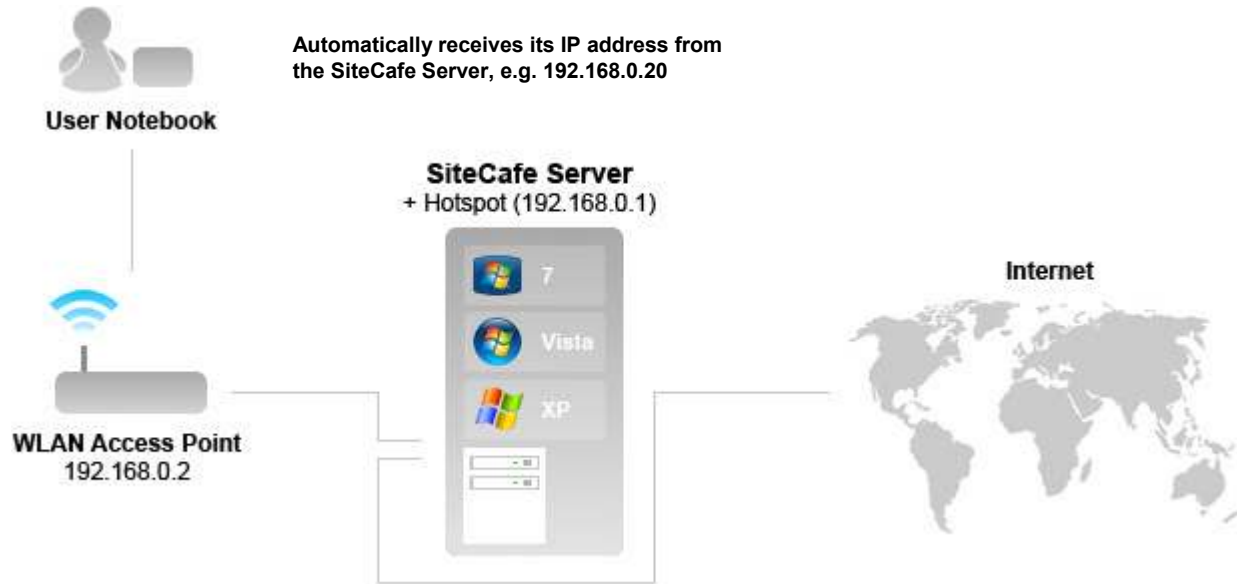 Automatically receives its IP address from
the SiteCafe Server, e.g. 192.168.0.20
User Notebook
SiteCafe Server
+ Hotspot (192.168.0.1)
7
Vista
XP
Internet
WLAN Access Point
192.168.0.2